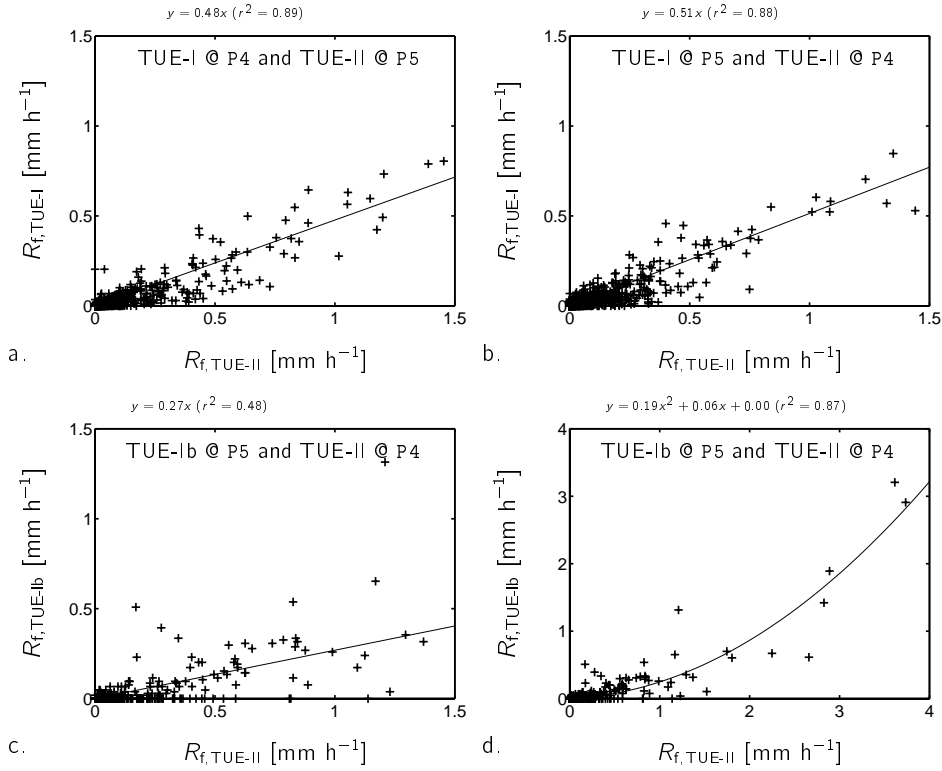 y = 0.48x (r² = 0.89)
TUE-I @ P4 and TUE-II @ P5
1.5
1
0.5
0
0 0.5 1 1.5
R_f,TUE-I [mm h⁻¹]
R_f,TUE-II [mm h⁻¹]
a.
y = 0.51x (r² = 0.88)
TUE-I @ P5 and TUE-II @ P4
1.5
1
0.5
0
0 0.5 1 1.5
R_f,TUE-I [mm h⁻¹]
R_f,TUE-II [mm h⁻¹]
b.
y = 0.27x (r² = 0.48)
TUE-Ib @ P5 and TUE-II @ P4
1.5
1
0.5
0
0 0.5 1 1.5
R_f,TUE-Ib [mm h⁻¹]
R_f,TUE-II [mm h⁻¹]
c.
y = 0.19x² + 0.06x + 0.00 (r² = 0.87)
TUE-Ib @ P5 and TUE-II @ P4
4
3
2
1
0
0 1 2 3 4
R_f,TUE-Ib [mm h⁻¹]
R_f,TUE-II [mm h⁻¹]
d.